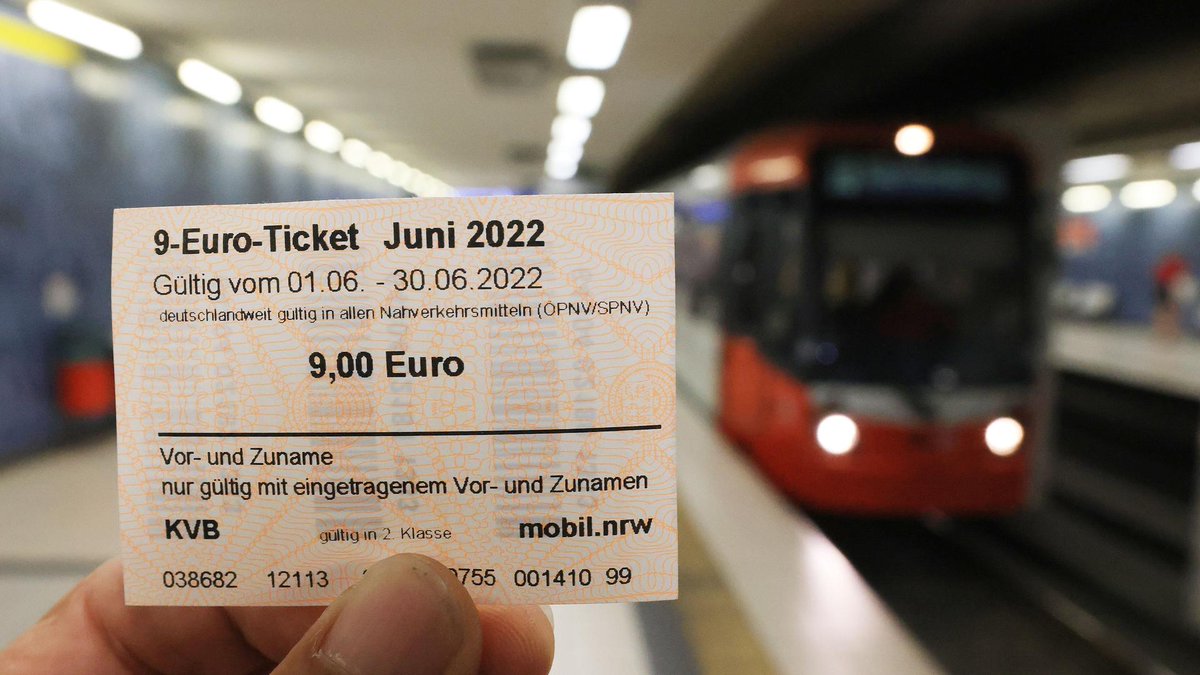 9-Euro-Ticket Juni 2022
Gültig vom 01.06. - 30.06.2022
deutschlandweit gültig in allen Nahverkehrsmitteln (ÖPNV/SPNV)
9,00 Euro
Vor- und Zuname
nur gültig mit eingetragenem Vor- und Zunamen
KVB gültig in 2. Klasse mobil.nrw
038682 12113 755 001410 99